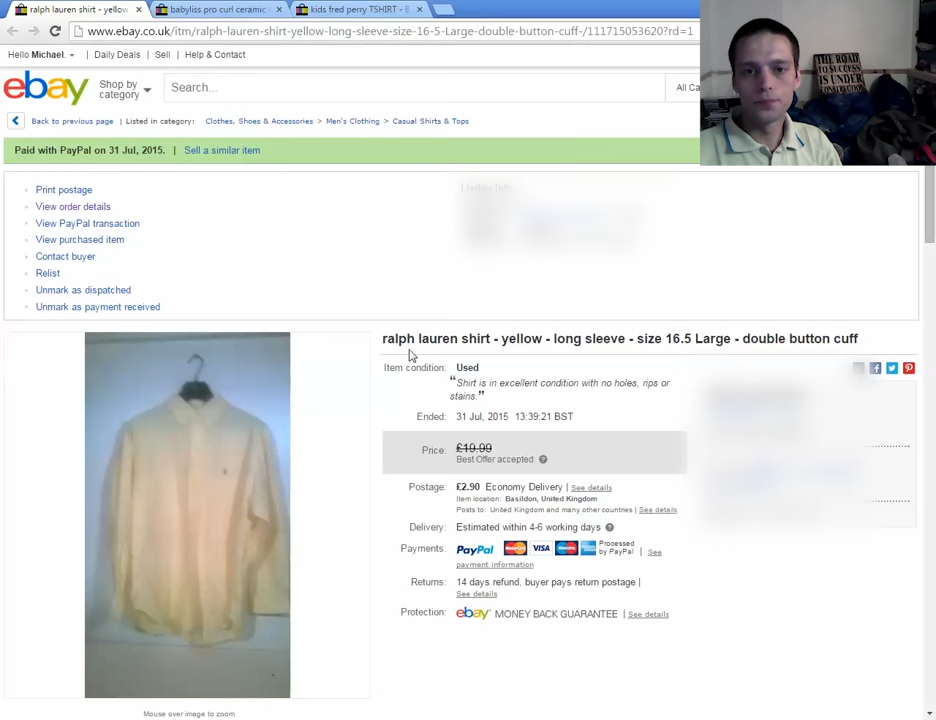 ralph lauren shirt - yellow
babyliss pro curl ceramic
kids fred perry TSHIRT - B
www.ebay.co.uk/itm/ralph-lauren-shirt-yellow-long-sleeve-size-16-5-Large-double-button-cuff-/111715053620?rd=1
Hello Michael.
Daily Deals
Sell
Help & Contact
ebay
Shop by
category
Search...
All Ca
THE ROAD
TO SUCCESS
IS UNDER
CONSTRUCTION
Back to previous page | Listed in category: Clothes, Shoes & Accessories > Men's Clothing > Casual Shirts & Tops
Paid with PayPal on 31 Jul, 2015. | Sell a similar item
Print postage
View order details
View PayPal transaction
View purchased item
Contact buyer
Relist
Unmark as dispatched
Unmark as payment received
Listing info
ralph lauren shirt - yellow - long sleeve - size 16.5 Large - double button cuff
Item condition: Used
"Shirt is in excellent condition with no holes, rips or
stains."
Ended: 31 Jul, 2015 13:39:21 BST
Price: £19.99
Best Offer accepted
Postage: £2.90 Economy Delivery | See details
Item location: Basildon, United Kingdom
Posts to: United Kingdom and many other countries | See details
Delivery: Estimated within 4-6 working days
Payments: PayPal MasterCard VISA Maestro Processed by PayPal | See
payment information
Returns: 14 days refund, buyer pays return postage |
See details
Protection: ebay MONEY BACK GUARANTEE | See details
Mouse over image to zoom